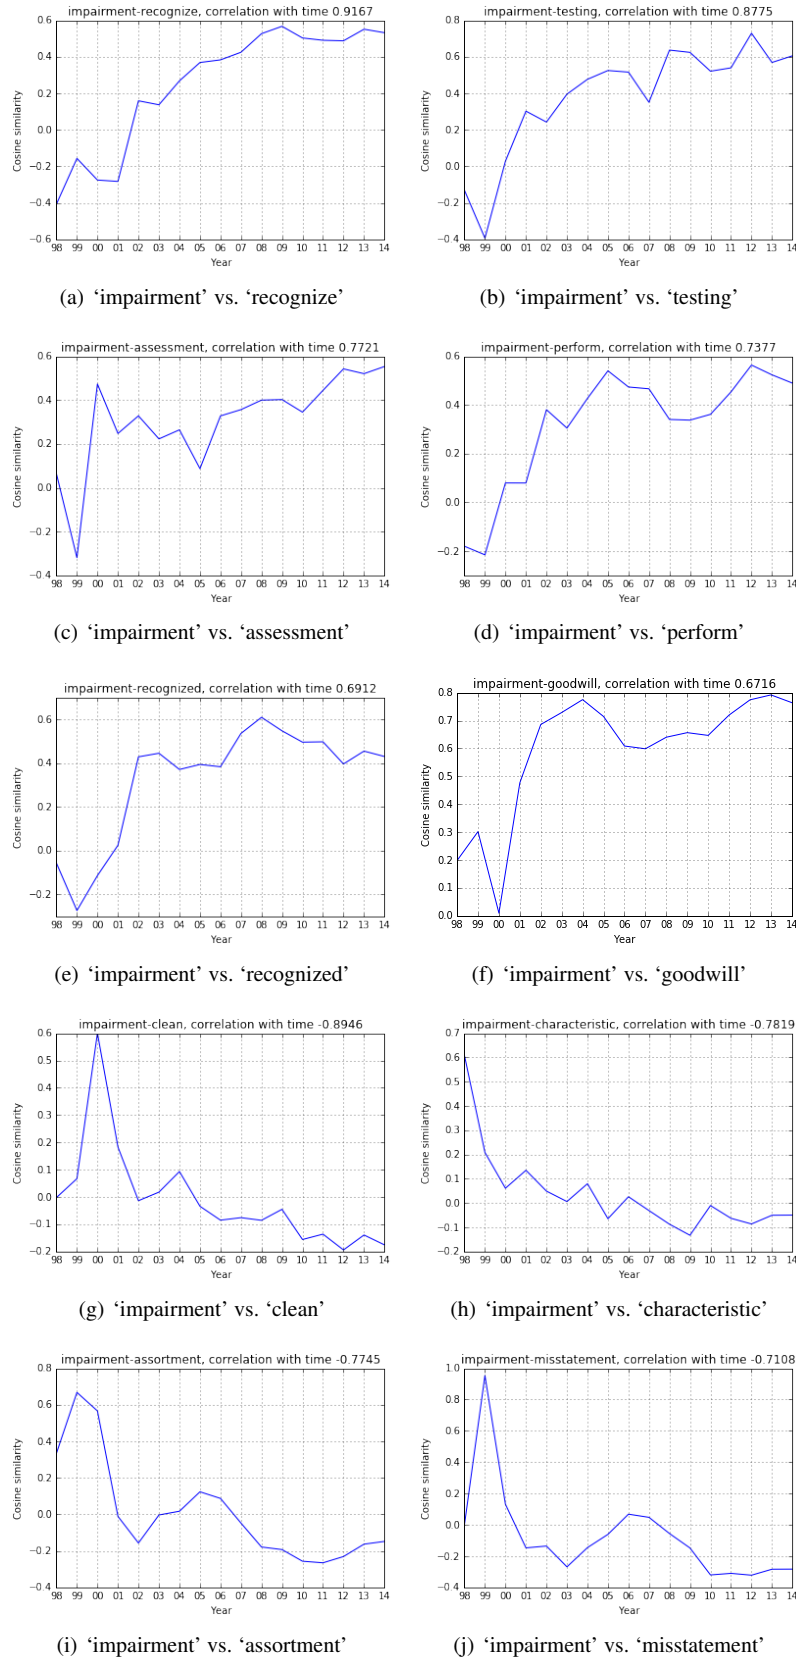 impairment-recognize, correlation with time 0.9167
0.6
0.4
0.2
0.0
−0.2
−0.4
−0.6
Cosine similarity
98 99 00 01 02 03 04 05 06 07 08 09 10 11 12 13 14
Year
(a) ‘impairment’ vs. ‘recognize’
impairment-testing, correlation with time 0.8775
0.8
0.6
0.4
0.2
0.0
−0.2
−0.4
Cosine similarity
98 99 00 01 02 03 04 05 06 07 08 09 10 11 12 13 14
Year
(b) ‘impairment’ vs. ‘testing’
impairment-assessment, correlation with time 0.7721
0.6
0.4
0.2
0.0
−0.2
−0.4
Cosine similarity
98 99 00 01 02 03 04 05 06 07 08 09 10 11 12 13 14
Year
(c) ‘impairment’ vs. ‘assessment’
impairment-perform, correlation with time 0.7377
0.6
0.4
0.2
0.0
−0.2
Cosine similarity
98 99 00 01 02 03 04 05 06 07 08 09 10 11 12 13 14
Year
(d) ‘impairment’ vs. ‘perform’
impairment-recognized, correlation with time 0.6912
0.6
0.4
0.2
0.0
−0.2
Cosine similarity
98 99 00 01 02 03 04 05 06 07 08 09 10 11 12 13 14
Year
(e) ‘impairment’ vs. ‘recognized’
impairment-goodwill, correlation with time 0.6716
0.8
0.7
0.6
0.5
0.4
0.3
0.2
0.1
0.0
Cosine similarity
98 99 00 01 02 03 04 05 06 07 08 09 10 11 12 13 14
Year
(f) ‘impairment’ vs. ‘goodwill’
impairment-clean, correlation with time -0.8946
0.6
0.5
0.4
0.3
0.2
0.1
0.0
−0.1
−0.2
Cosine similarity
98 99 00 01 02 03 04 05 06 07 08 09 10 11 12 13 14
Year
(g) ‘impairment’ vs. ‘clean’
impairment-characteristic, correlation with time -0.7819
0.7
0.6
0.5
0.4
0.3
0.2
0.1
0.0
−0.1
−0.2
Cosine similarity
98 99 00 01 02 03 04 05 06 07 08 09 10 11 12 13 14
Year
(h) ‘impairment’ vs. ‘characteristic’
impairment-assortment, correlation with time -0.7745
0.8
0.6
0.4
0.2
0.0
−0.2
−0.4
Cosine similarity
98 99 00 01 02 03 04 05 06 07 08 09 10 11 12 13 14
Year
(i) ‘impairment’ vs. ‘assortment’
impairment-misstatement, correlation with time -0.7108
1.0
0.8
0.6
0.4
0.2
0.0
−0.2
−0.4
Cosine similarity
98 99 00 01 02 03 04 05 06 07 08 09 10 11 12 13 14
Year
(j) ‘impairment’ vs. ‘misstatement’